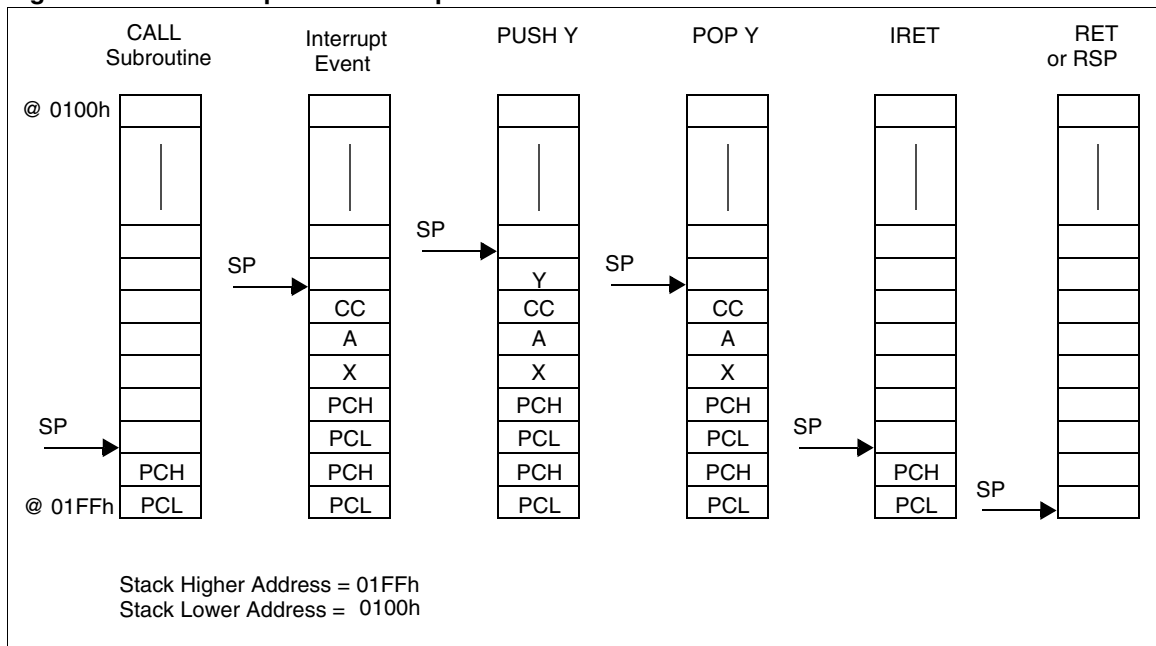 CALL
Subroutine
Interrupt
Event
PUSH Y
POP Y
IRET
RET
or RSP
@ 0100h
SP
PCH
@ 01FFh
PCL
SP
CC
A
X
PCH
PCL
PCH
PCL
SP
Y
CC
A
X
PCH
PCL
PCH
PCL
SP
CC
A
X
PCH
PCL
PCH
PCL
SP
PCH
PCL
SP
Stack Higher Address = 01FFh
Stack Lower Address = 0100h